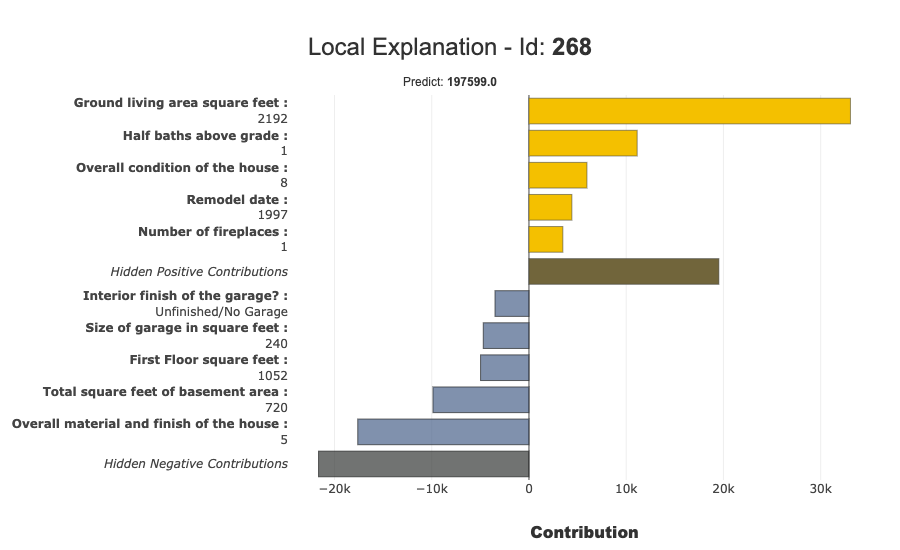 Local Explanation - Id: 268
Predict: 197599.0
Ground living area square feet :
2192
Half baths above grade :
1
Overall condition of the house :
8
Remodel date :
1997
Number of fireplaces :
1
Hidden Positive Contributions
Interior finish of the garage? :
Unfinished/No Garage
Size of garage in square feet :
240
First Floor square feet :
1052
Total square feet of basement area :
720
Overall material and finish of the house :
5
Hidden Negative Contributions
−20k −10k 0 10k 20k 30k
Contribution